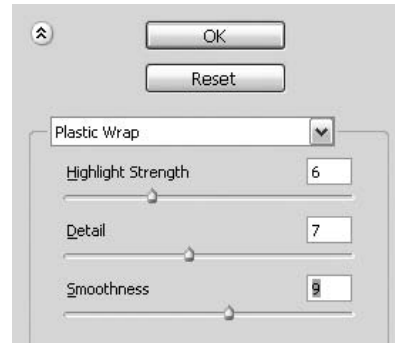 OK
Reset
Plastic Wrap
Highlight Strength 6
Detail 7
Smoothness 9